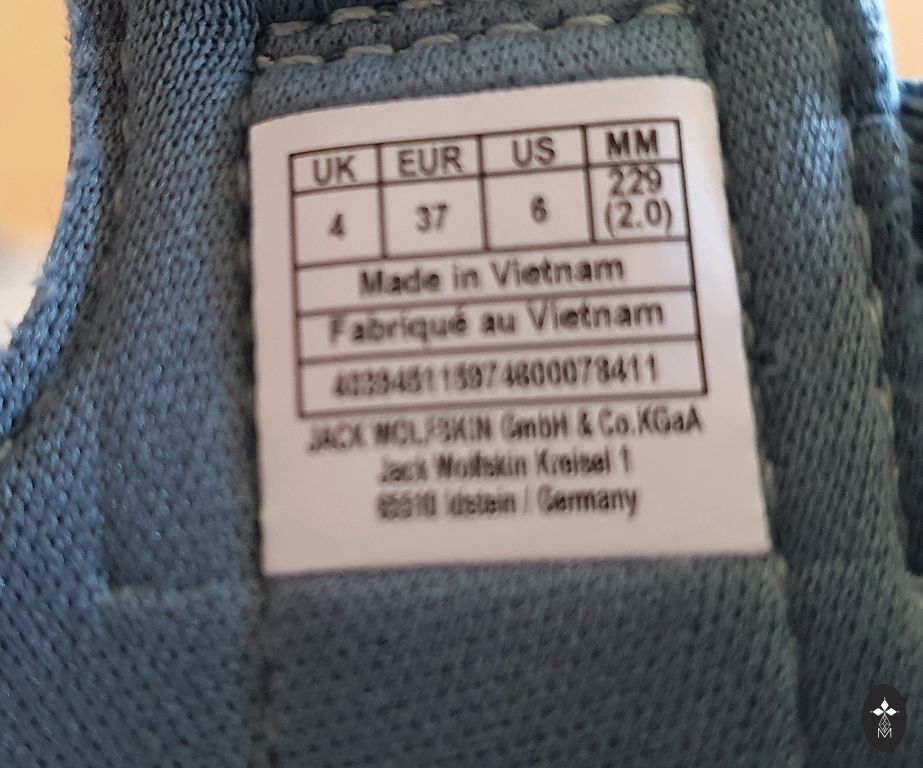 UK EUR US MM
4 37 6 229 (2.0)
Made in Vietnam
Fabriqué au Vietnam
JACK WOLFSKIN GmbH & Co.KGaA
Jack Wolfskin Kreisel 1
65510 Idstein / Germany
M